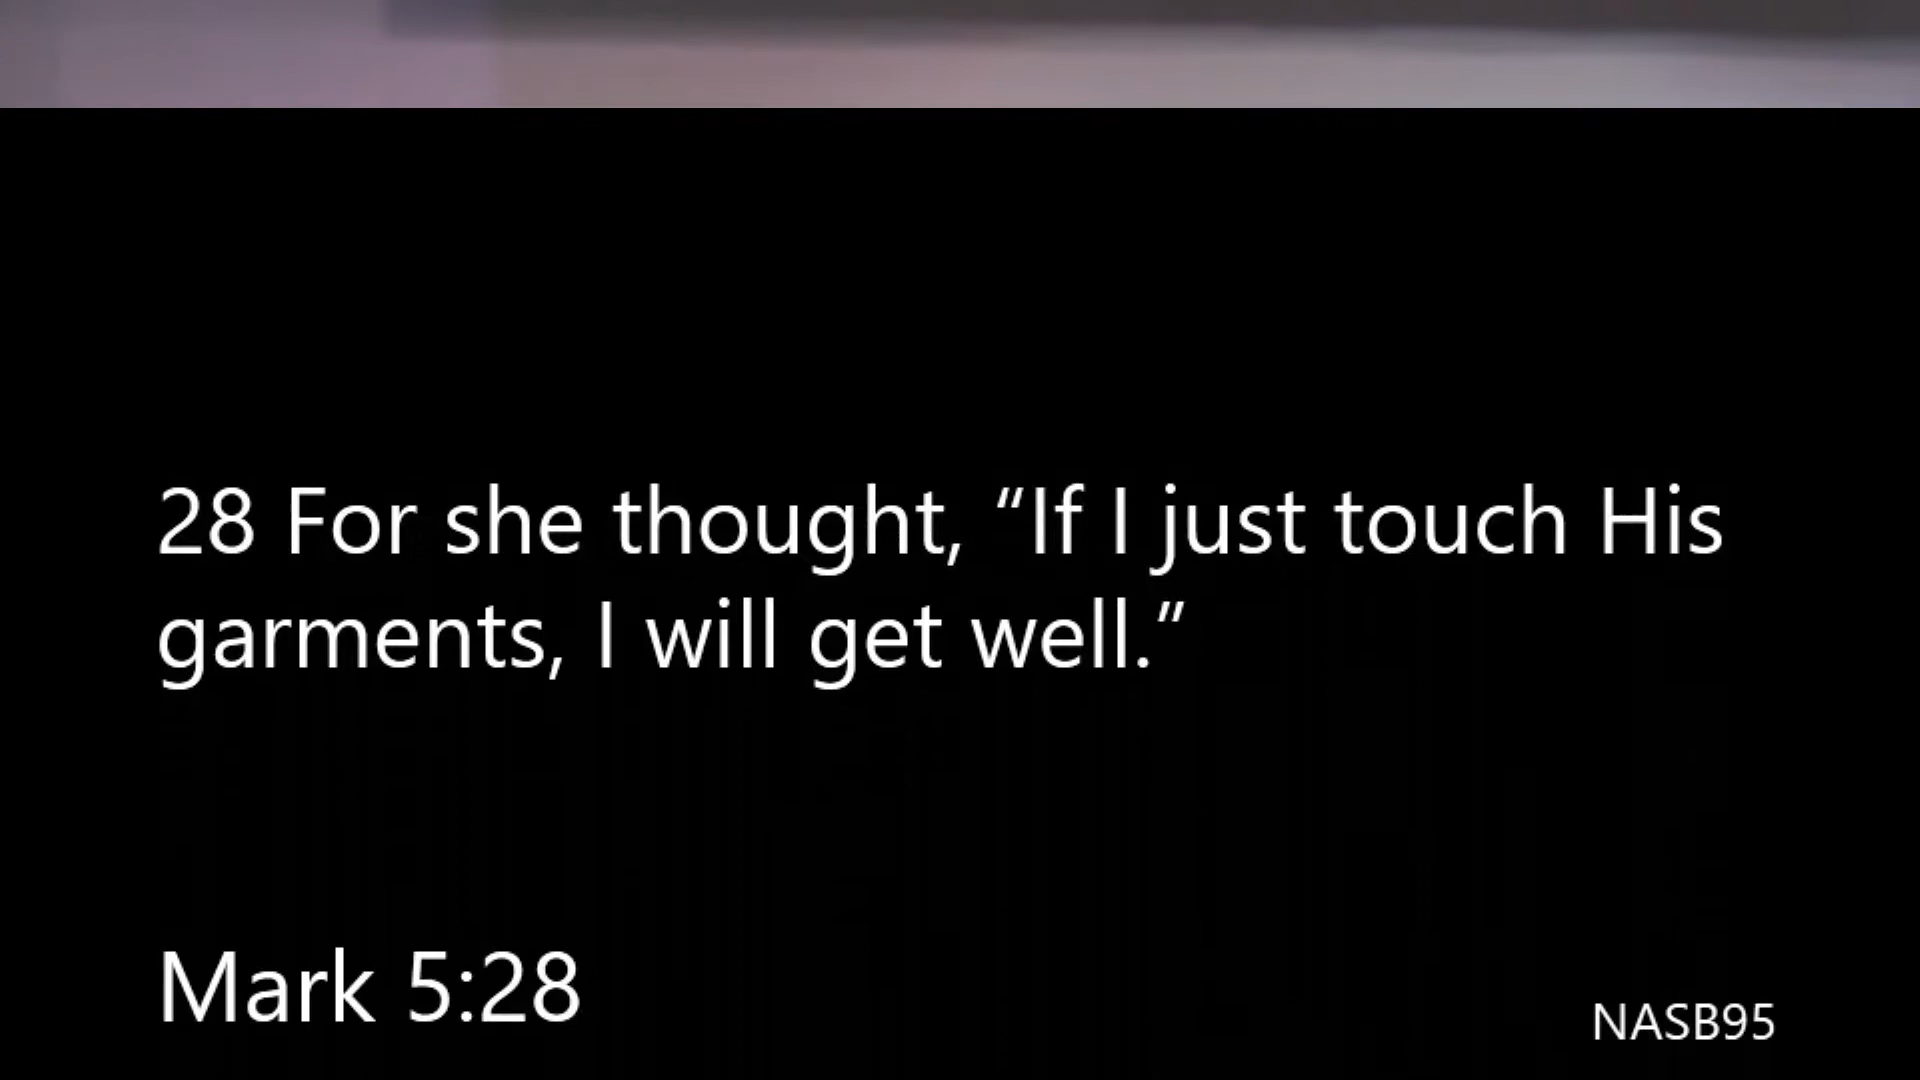 28 For she thought, “If I just touch His
garments, I will get well.”
Mark 5:28
NASB95